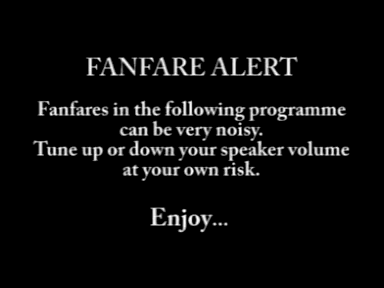 FANFARE ALERT
Fanfares in the following programme
can be very noisy.
Tune up or down your speaker volume
at your own risk.
Enjoy...